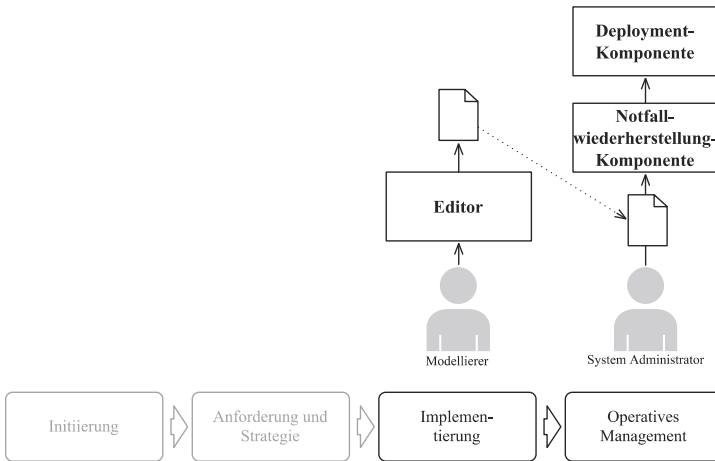 Deployment-
Komponente
Notfall-
wiederherstellung-
Komponente
Editor
Modellierer
System Administrator
Initiierung
Anforderung und
Strategie
Implemen-
tierung
Operatives
Management